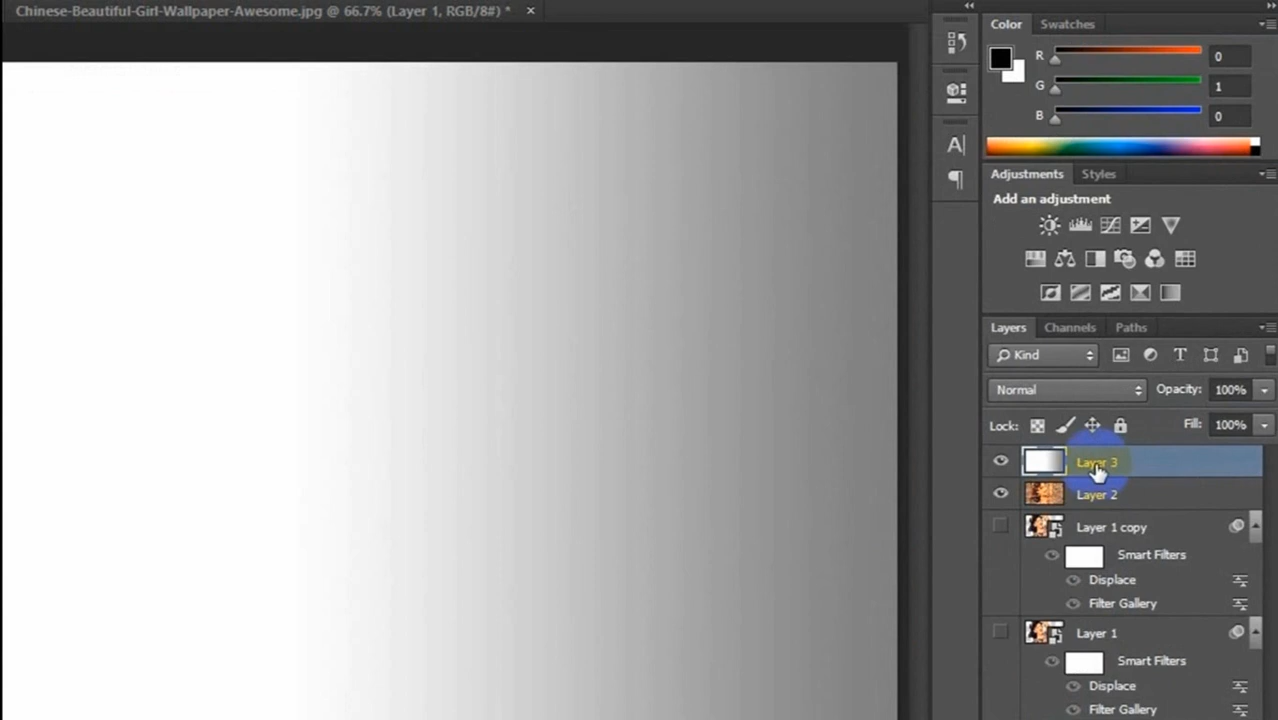 Chinese-Beautiful-Girl-Wallpaper-Awesome.jpg @ 66.7% (Layer 1, RGB/8#) *
Color Swatches
R 0
G 1
B 0
Adjustments Styles
Add an adjustment
Layers Channels Paths
Kind
Normal Opacity: 100%
Lock: Fill: 100%
Layer 3
Layer 2
Layer 1 copy
Smart Filters
Displace
Filter Gallery
Layer 1
Smart Filters
Displace
Filter Gallery